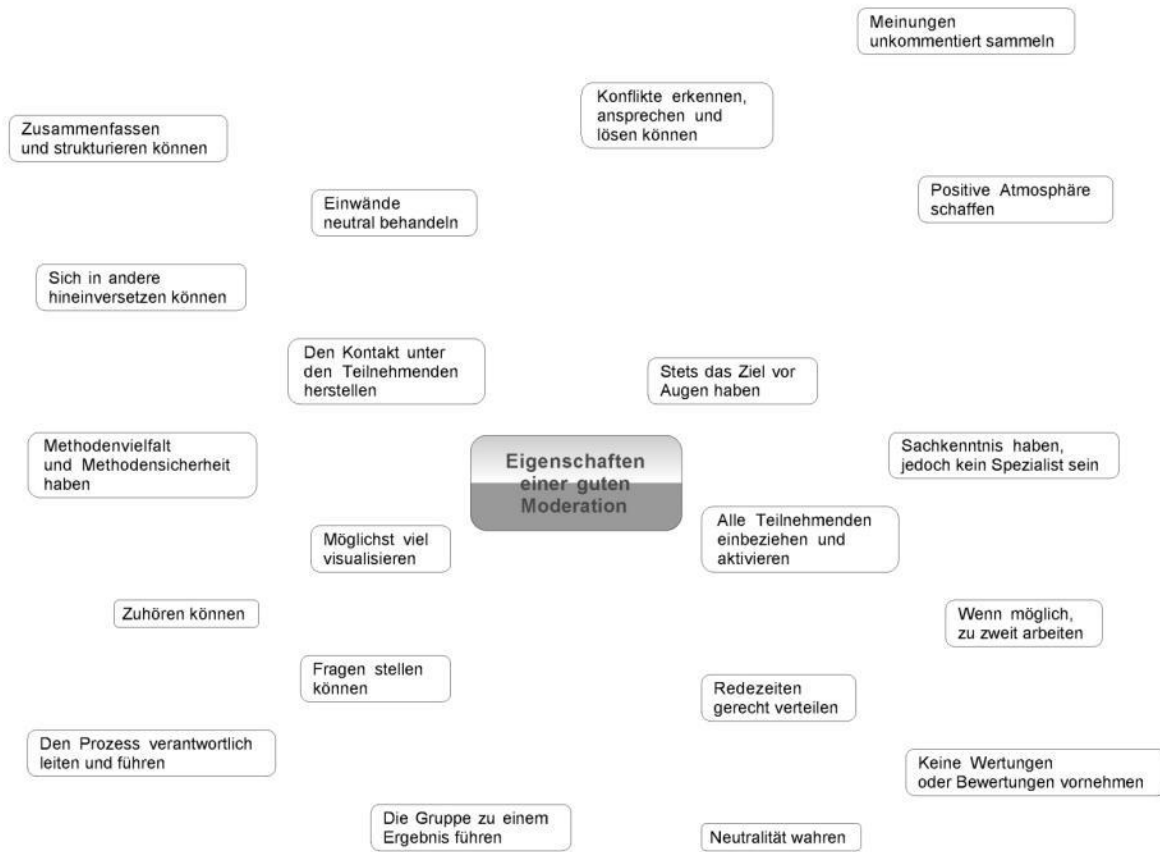 Meinungen
unkommentiert sammeln
Konflikte erkennen,
ansprechen und
lösen können
Zusammenfassen
und strukturieren können
Einwände
neutral behandeln
Positive Atmosphäre
schaffen
Sich in andere
hineinversetzen können
Den Kontakt unter
den Teilnehmenden
herstellen
Stets das Ziel vor
Augen haben
Methodenvielfalt
und Methodensicherheit
haben
Eigenschaften
einer guten
Moderation
Sachkenntnis haben,
jedoch kein Spezialist sein
Alle Teilnehmenden
einbeziehen und
aktivieren
Möglichst viel
visualisieren
Zuhören können
Wenn möglich,
zu zweit arbeiten
Fragen stellen
können
Redezeiten
gerecht verteilen
Den Prozess verantwortlich
leiten und führen
Keine Wertungen
oder Bewertungen vornehmen
Die Gruppe zu einem
Ergebnis führen
Neutralität wahren